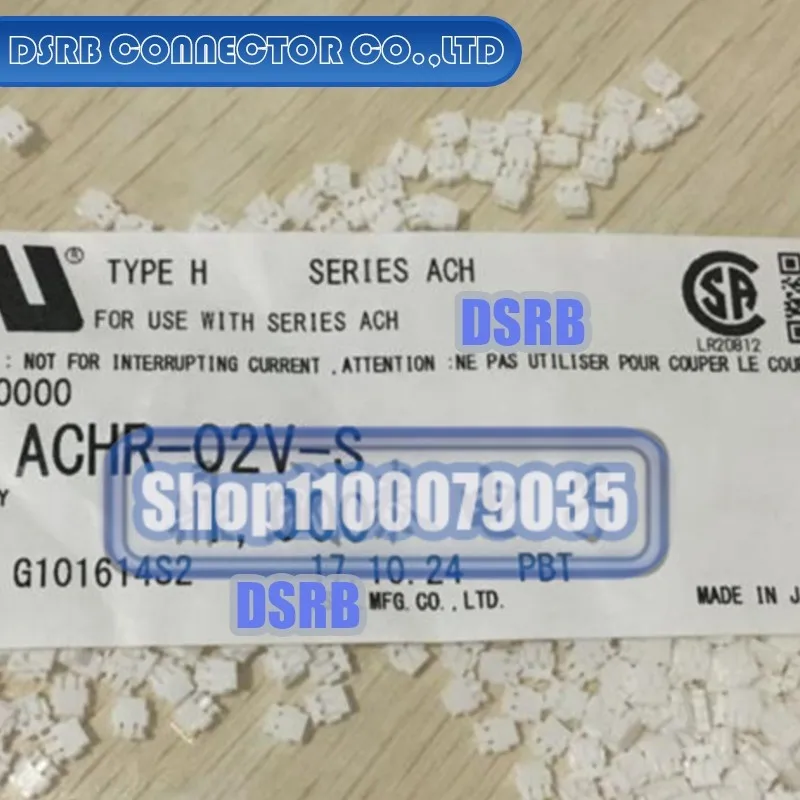 DSRB CONNECTOR CO.,LTD
® TYPE H SERIES ACH
FOR USE WITH SERIES ACH
DSRB
LR20812
: NOT FOR INTERRUPTING CURRENT .ATTENTION :NE PAS UTILISER POUR COUPER LE COU
0000
ACHR-02V-S
Y
Shop1100079035
G101614S2 17.10.24 PBT
DSRB
MFG.CO.,LTD.
MADE IN J